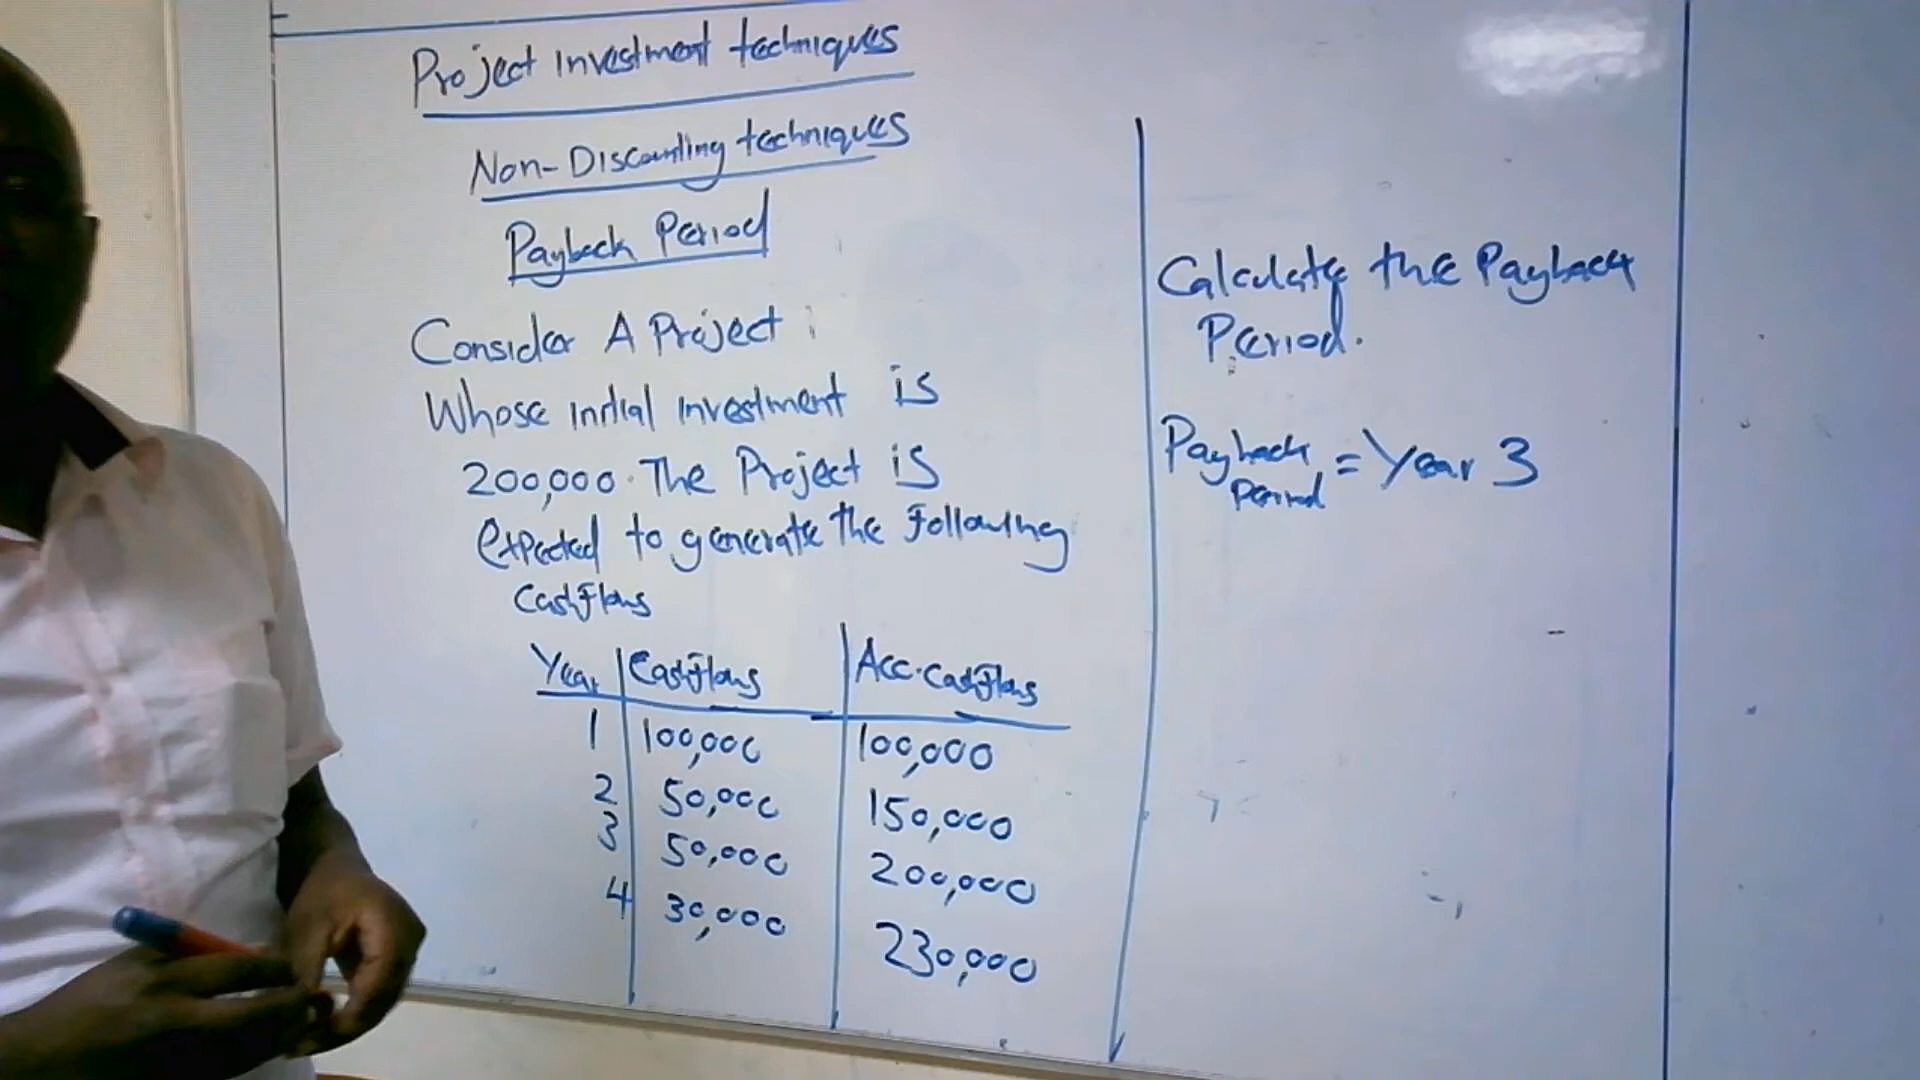 Project Investment techniques
Non-Discounting techniques
Payback Period
Consider A Project
Whose initial investment is
200,000. The Project is
expected to generate the following
Cashflows
Year Cashflows Acc. Cashflows
1 100,000 100,000
2 50,000 150,000
3 50,000 200,000
4 30,000 230,000
Calculate the Payback
Period.
Payback = Year 3
Period